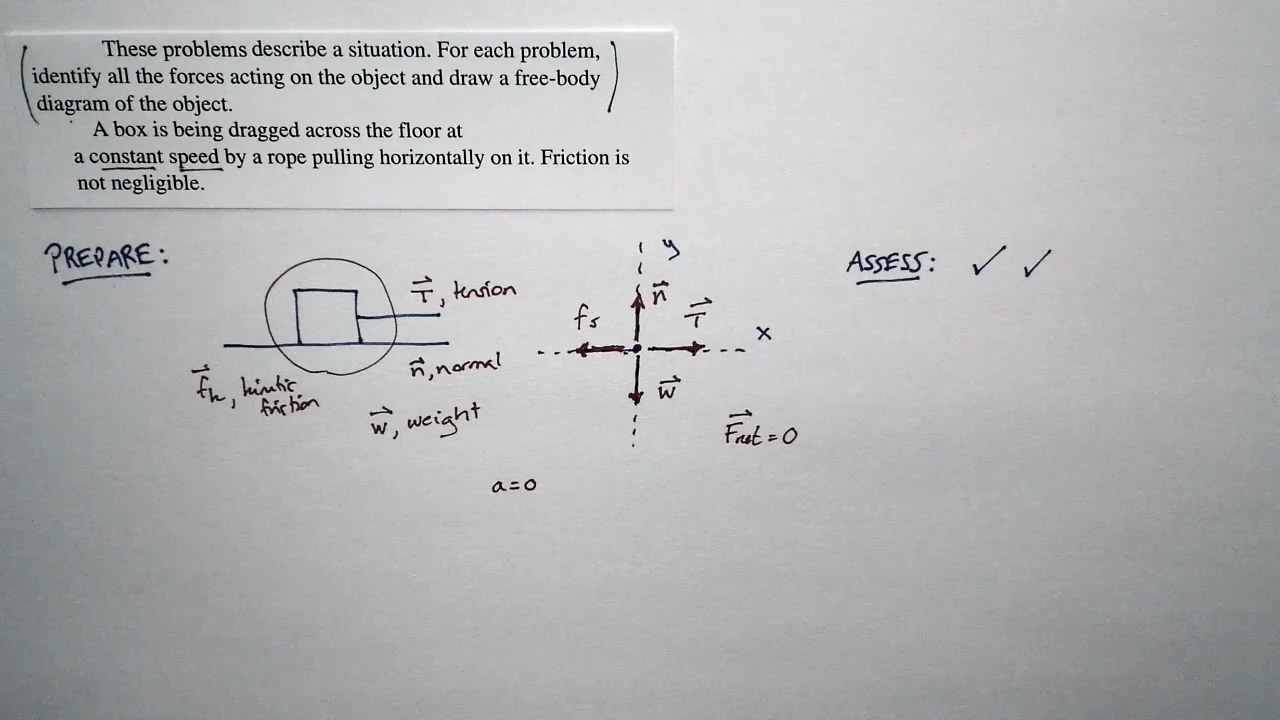 These problems describe a situation. For each problem,
identify all the forces acting on the object and draw a free-body
diagram of the object.
A box is being dragged across the floor at
a constant speed by a rope pulling horizontally on it. Friction is
not negligible.
PREPARE:
T, tension
n, normal
fk, kinetic
friction
w, weight
a=0
y
n
fs
T
x
w
Fnet = 0
ASSESS: ✓ ✓